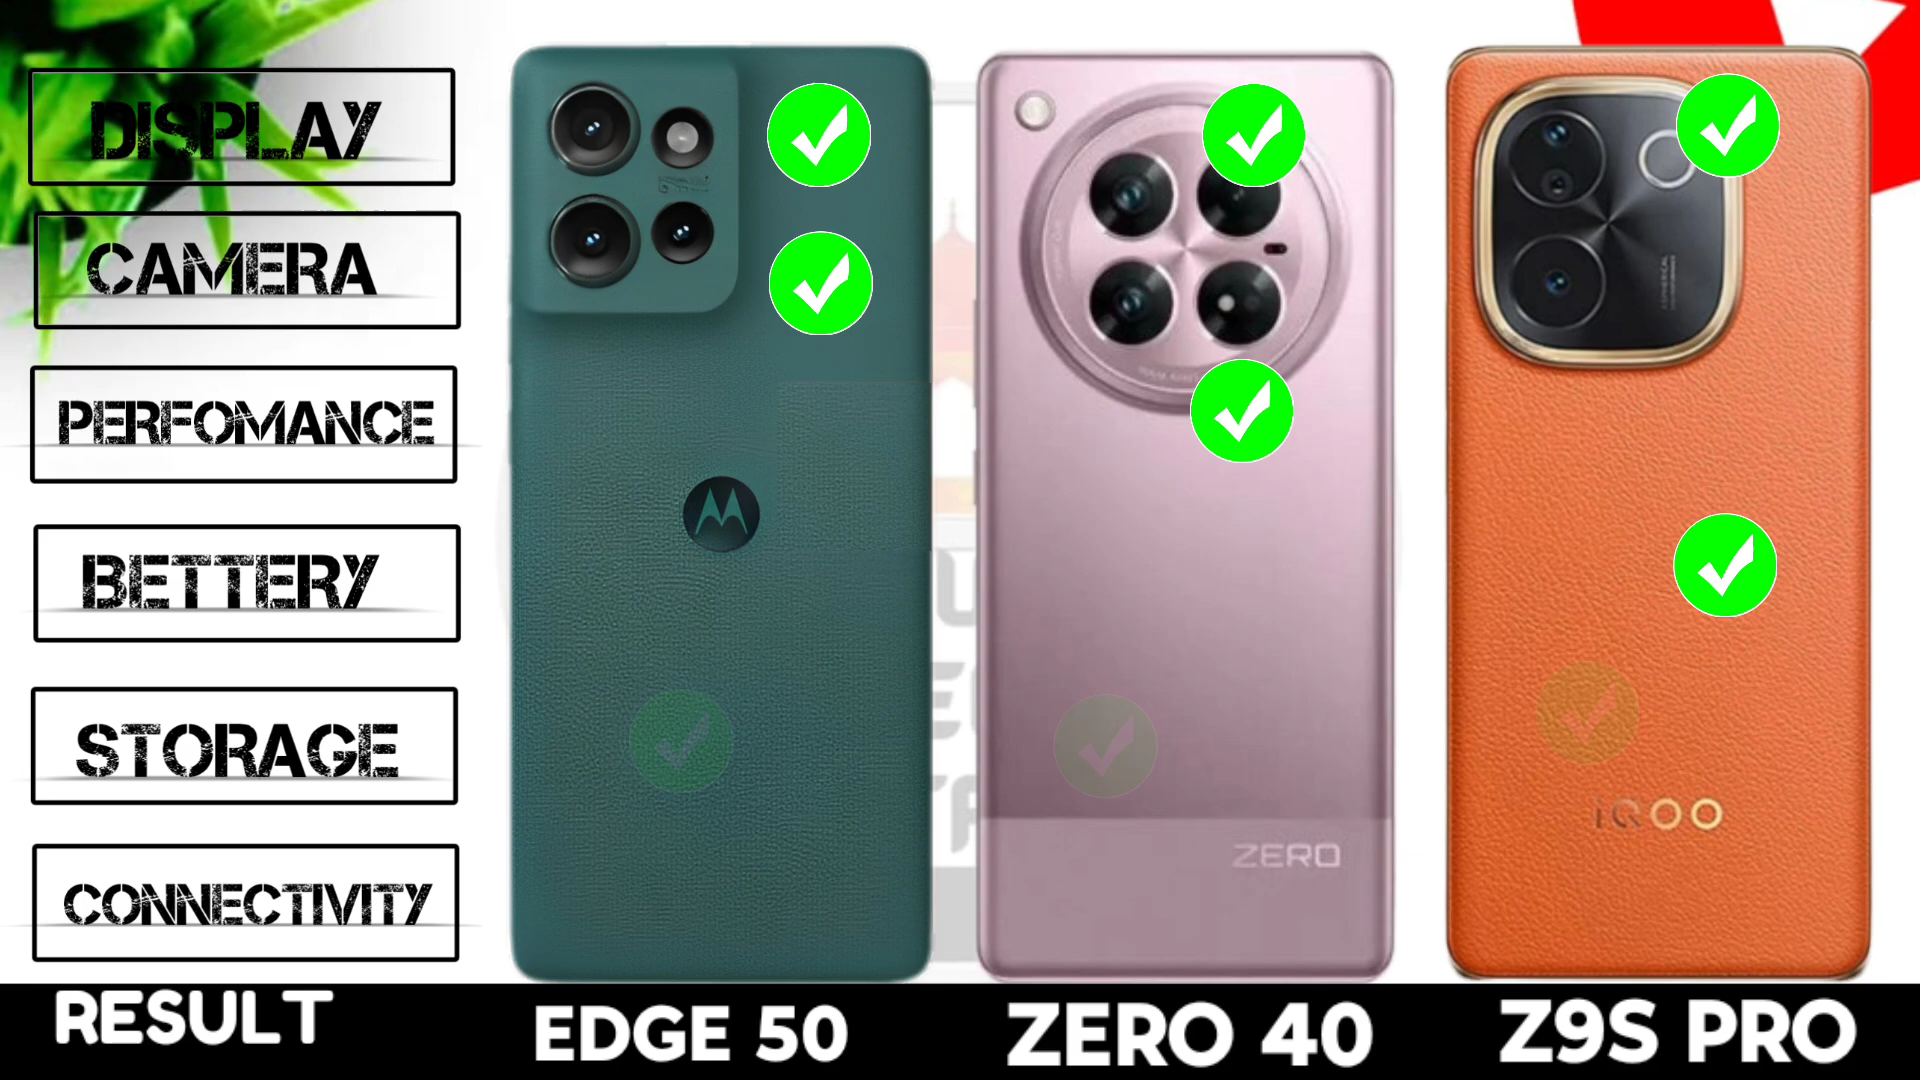 DISPLAY
CAMERA
PERFOMANCE
BETTERY
STORAGE
CONNECTIVITY
ZERO
iQOO
RESULT
EDGE 50
ZERO 40
Z9S PRO